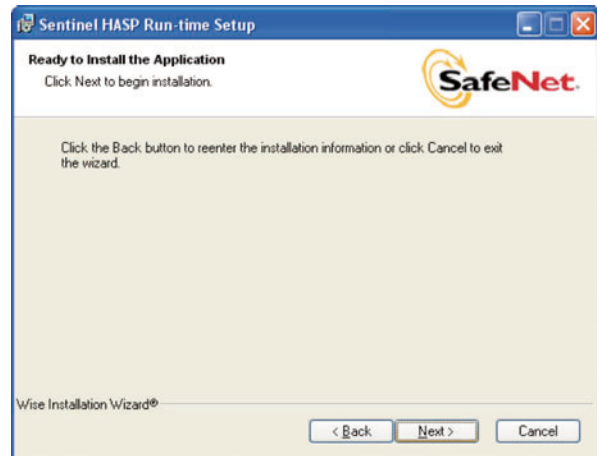 Sentinel HASP Run-time Setup
Ready to Install the Application
Click Next to begin installation.
SafeNet.
Click the Back button to reenter the installation information or click Cancel to exit
the wizard.
Wise Installation Wizard®
< Back
Next >
Cancel